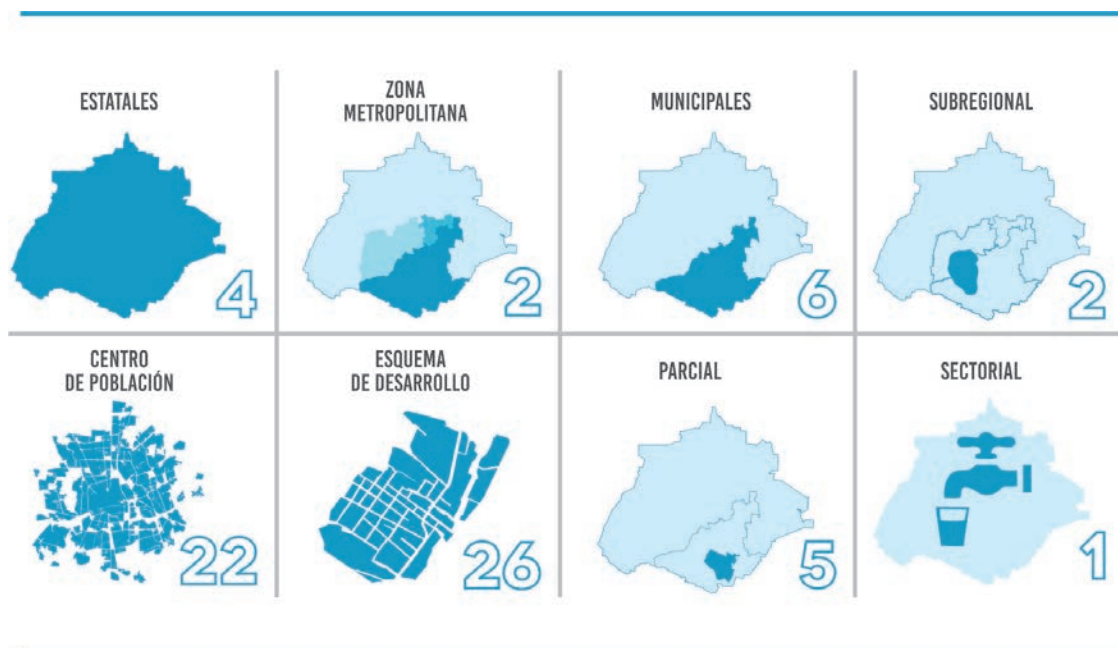 ESTATALES
4
ZONA
METROPOLITANA
2
MUNICIPALES
6
SUBREGIONAL
2
CENTRO
DE POBLACIÓN
22
ESQUEMA
DE DESARROLLO
26
PARCIAL
5
SECTORIAL
1